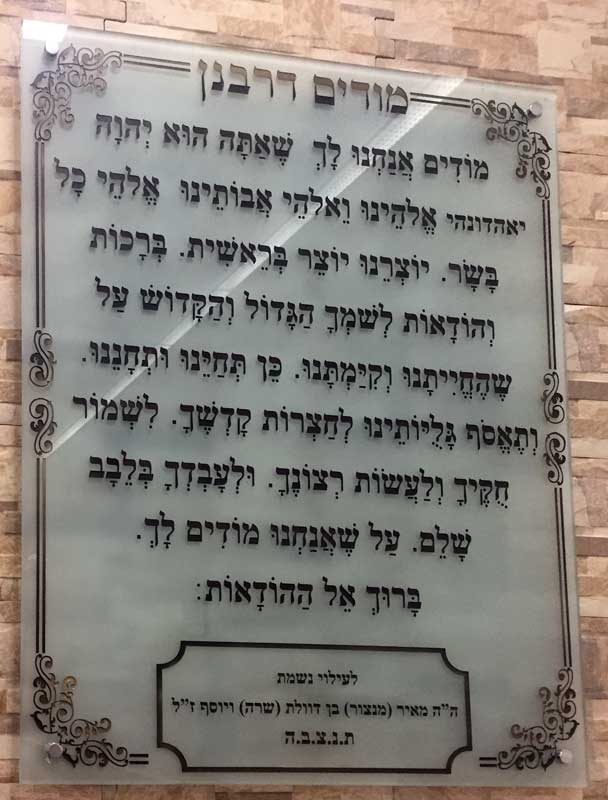 מודים דרבנן
מוֹדִים אֲנַחְנוּ לָךְ שֶׁאַתָּה הוּא יְהֹוָה
יאהדונהי אֱלֹהֵינוּ וֵאלֹהֵי אֲבוֹתֵינוּ אֱלֹהֵי כָל
בָּשָׂר. יוֹצְרֵנוּ יוֹצֵר בְּרֵאשִׁית. בְּרָכוֹת
וְהוֹדָאוֹת לְשִׁמְךָ הַגָּדוֹל וְהַקָּדוֹשׁ עַל
שֶׁהֶחֱיִיתָנוּ וְקִיַּמְתָּנוּ. כֵּן תְּחַיֵּנוּ וּתְחָנֵנוּ.
וְתֶאֱסֹף גָּלֻיּוֹתֵינוּ לְחַצְרוֹת קָדְשֶׁךָ. לִשְׁמוֹר
חֻקֶּיךָ וְלַעֲשׂוֹת רְצוֹנֶךָ. וּלְעָבְדְךָ בְּלֵבָב
שָׁלֵם. עַל שֶׁאֲנַחְנוּ מוֹדִים לָךְ.
בָּרוּךְ אֵל הַהוֹדָאוֹת:
לעילוי נשמת
ה״ה מאיר (מנצור) בן דוולת (שרה) ויוסף ז״ל
ת.נ.צ.ב.ה